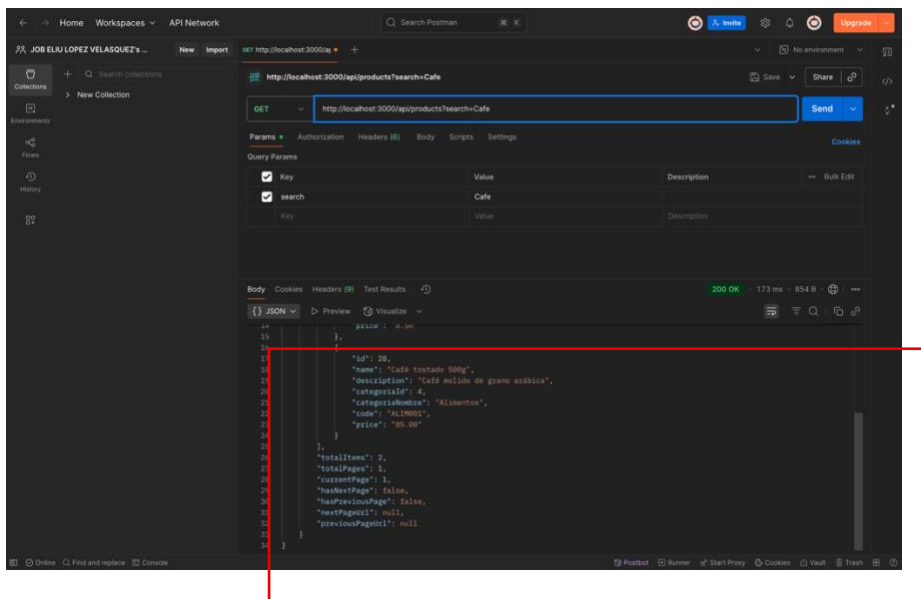 Home Workspaces API Network Search Postman ⌘ K Invite Upgrade
JOB ELIU LOPEZ VELASQUEZ's ... New Import GET http://localhost:3000/ap + No environment
Collections
Environments
Flows
History
Search collections
New Collection
http://localhost:3000/api/products?search=Cafe Save Share
GET http://localhost:3000/api/products?search=Cafe Send
Params Authorization Headers (6) Body Scripts Settings Cookies
Query Params
Key Value Description Bulk Edit
search Cafe
Key Value Description
Body Cookies Headers (9) Test Results 200 OK 173 ms 854 B
{} JSON Preview Visualize
14 "price":
15 },
16 {
17 "id": 28,
18 "name": "Café tostado 500g",
19 "description": "Café molido de grano arábica",
20 "categoriaId": 4,
21 "categoriaNombre": "Alimentos",
22 "code": "ALIM001",
23 "price": "85.00"
24 }
25 ],
26 "totalItems": 2,
27 "totalPages": 1,
28 "currentPage": 1,
29 "hasNextPage": false,
30 "hasPreviousPage": false,
31 "nextPageUrl": null,
32 "previousPageUrl": null
33 }
34 }
Online Find and replace Console Postbot Runner Start Proxy Cookies Vault Trash